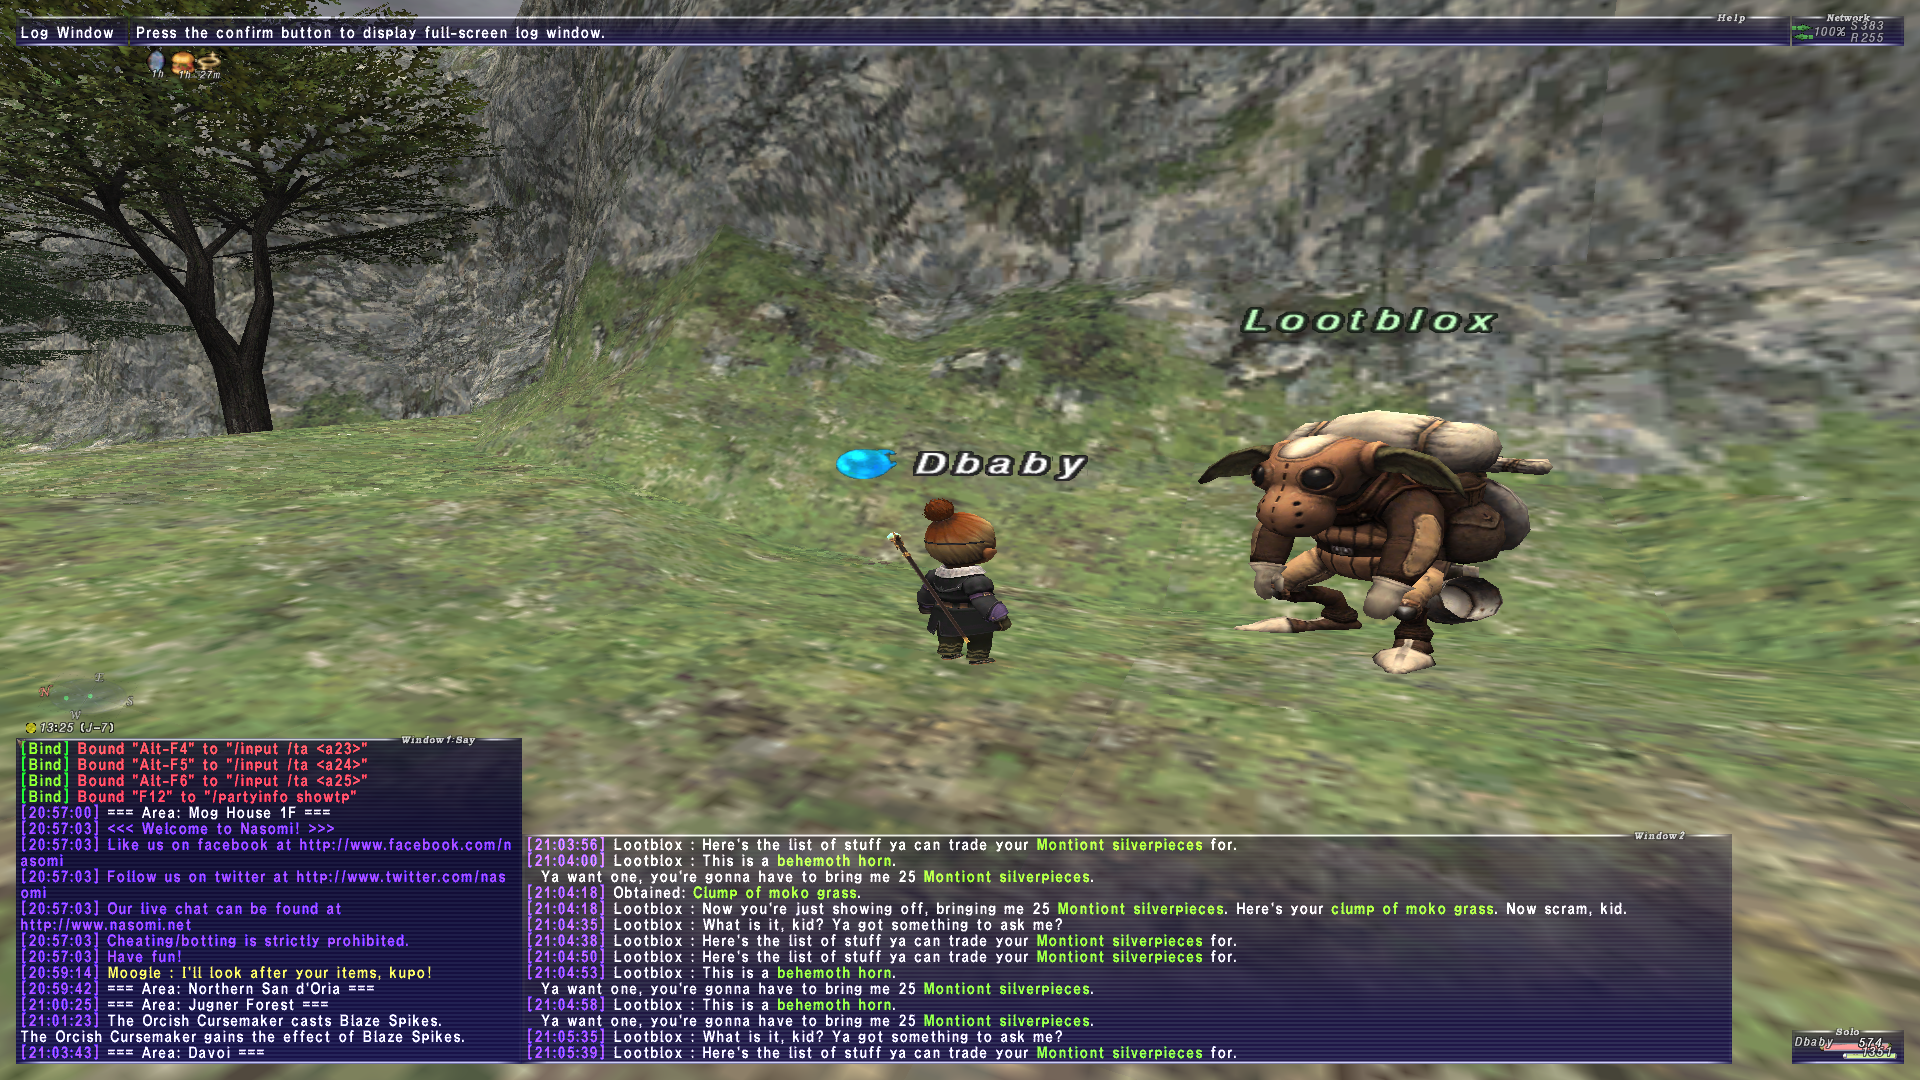 Log Window Press the confirm button to display full-screen log window.
Help
Network
100% S 383
R 255
1h 1h 27m
Lootblox
Dbaby
N E S W
13:25 (J-7)
Window1:Say
[Bind] Bound "Alt-F4" to "/input /ta <a23>"
[Bind] Bound "Alt-F5" to "/input /ta <a24>"
[Bind] Bound "Alt-F6" to "/input /ta <a25>"
[Bind] Bound "F12" to "/partyinfo showtp"
[20:57:00] === Area: Mog House 1F ===
[20:57:03] <<< Welcome to Nasomi! >>>
[20:57:03] Like us on facebook at http://www.facebook.com/n
asomi
[20:57:03] Follow us on twitter at http://www.twitter.com/nas
omi
[20:57:03] Our live chat can be found at
http://www.nasomi.net
[20:57:03] Cheating/botting is strictly prohibited.
[20:57:03] Have fun!
[20:59:14] Moogle : I'll look after your items, kupo!
[20:59:42] === Area: Northern San d'Oria ===
[21:00:25] === Area: Jugner Forest ===
[21:01:23] The Orcish Cursemaker casts Blaze Spikes.
The Orcish Cursemaker gains the effect of Blaze Spikes.
[21:03:43] === Area: Davoi ===
Window2
[21:03:56] Lootblox : Here's the list of stuff ya can trade your Montiont silverpieces for.
[21:04:00] Lootblox : This is a behemoth horn.
Ya want one, you're gonna have to bring me 25 Montiont silverpieces.
[21:04:18] Obtained: Clump of moko grass.
[21:04:18] Lootblox : Now you're just showing off, bringing me 25 Montiont silverpieces. Here's your clump of moko grass. Now scram, kid.
[21:04:35] Lootblox : What is it, kid? Ya got something to ask me?
[21:04:38] Lootblox : Here's the list of stuff ya can trade your Montiont silverpieces for.
[21:04:50] Lootblox : Here's the list of stuff ya can trade your Montiont silverpieces for.
[21:04:53] Lootblox : This is a behemoth horn.
Ya want one, you're gonna have to bring me 25 Montiont silverpieces.
[21:04:58] Lootblox : This is a behemoth horn.
Ya want one, you're gonna have to bring me 25 Montiont silverpieces.
[21:05:35] Lootblox : What is it, kid? Ya got something to ask me?
[21:05:39] Lootblox : Here's the list of stuff ya can trade your Montiont silverpieces for.
Solo
Dbaby 574
1351